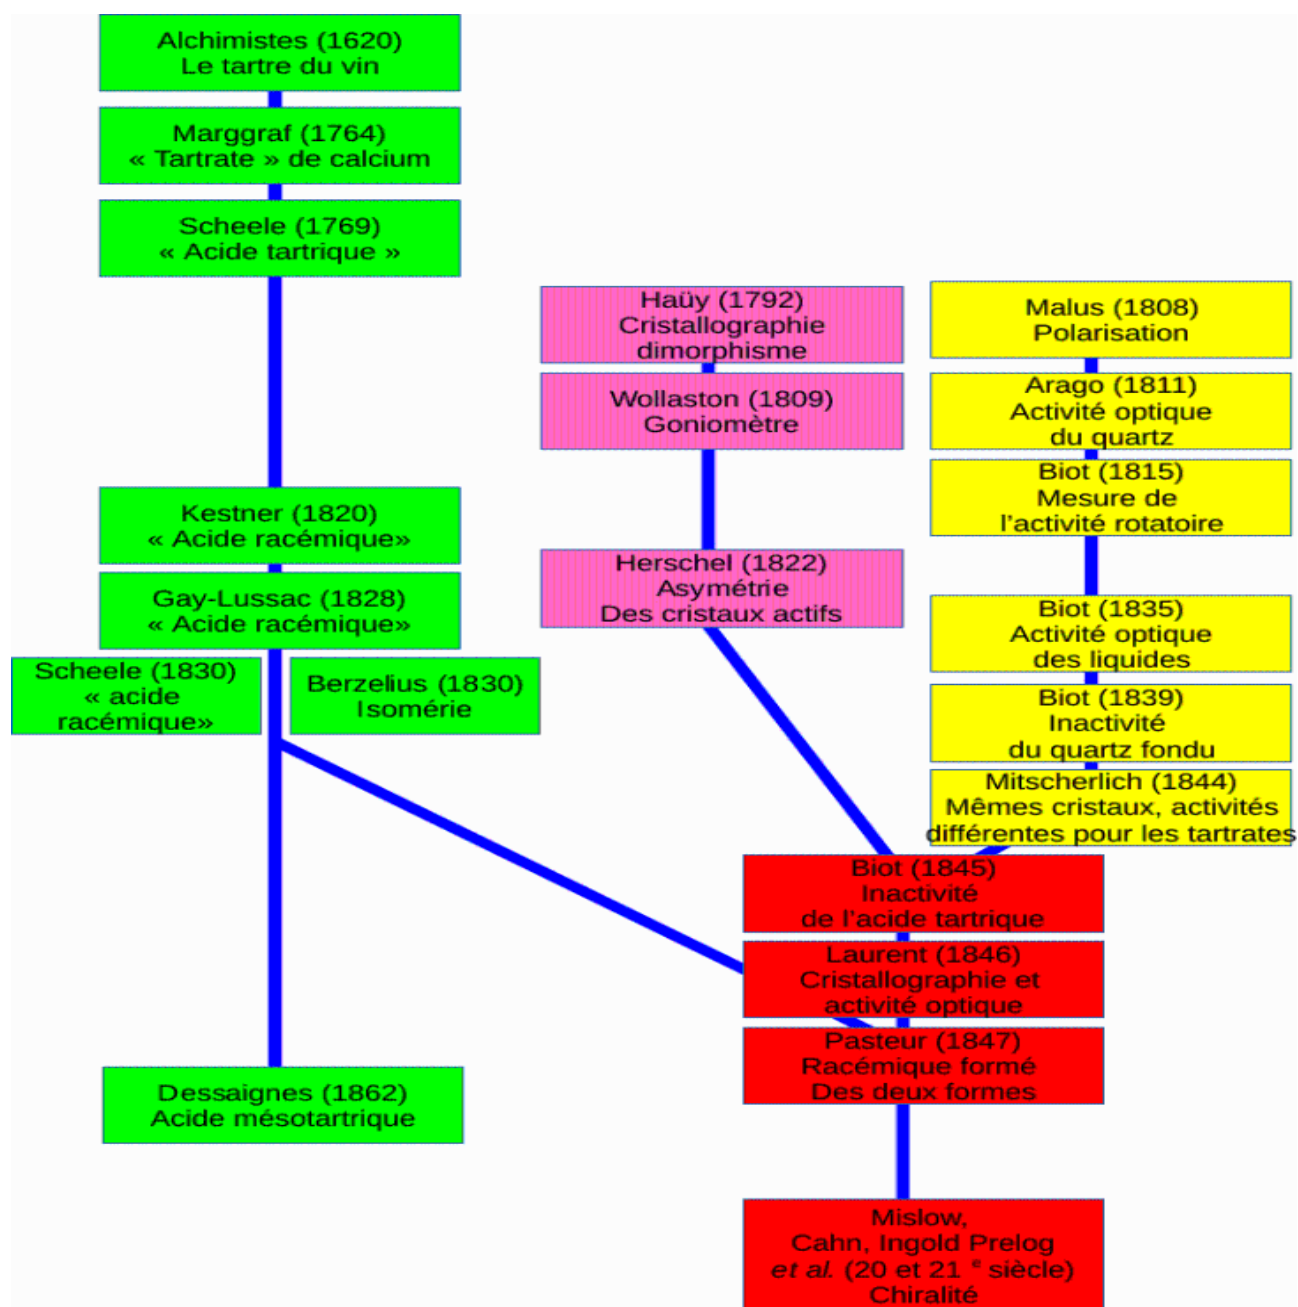 Alchimistes (1620)
Le tartre du vin
Marggraf (1764)
« Tartrate » de calcium
Scheele (1769)
« Acide tartrique »
Kestner (1820)
« Acide racémique»
Gay-Lussac (1828)
« Acide racémique»
Scheele (1830)
« acide
racémique»
Berzelius (1830)
Isomérie
Dessaignes (1862)
Acide mésotartrique
Haüy (1792)
Cristallographie
dimorphisme
Wollaston (1809)
Goniomètre
Herschel (1822)
Asymétrie
Des cristaux actifs
Malus (1808)
Polarisation
Arago (1811)
Activité optique
du quartz
Biot (1815)
Mesure de
l'activité rotatoire
Biot (1835)
Activité optique
des liquides
Biot (1839)
Inactivité
du quartz fondu
Mitscherlich (1844)
Mêmes cristaux, activités
différentes pour les tartrates
Biot (1845)
Inactivité
de l'acide tartrique
Laurent (1846)
Cristallographie et
activité optique
Pasteur (1847)
Racémique formé
Des deux formes
Mislow,
Cahn, Ingold Prelog
et al. (20 et 21 e siècle)
Chiralité